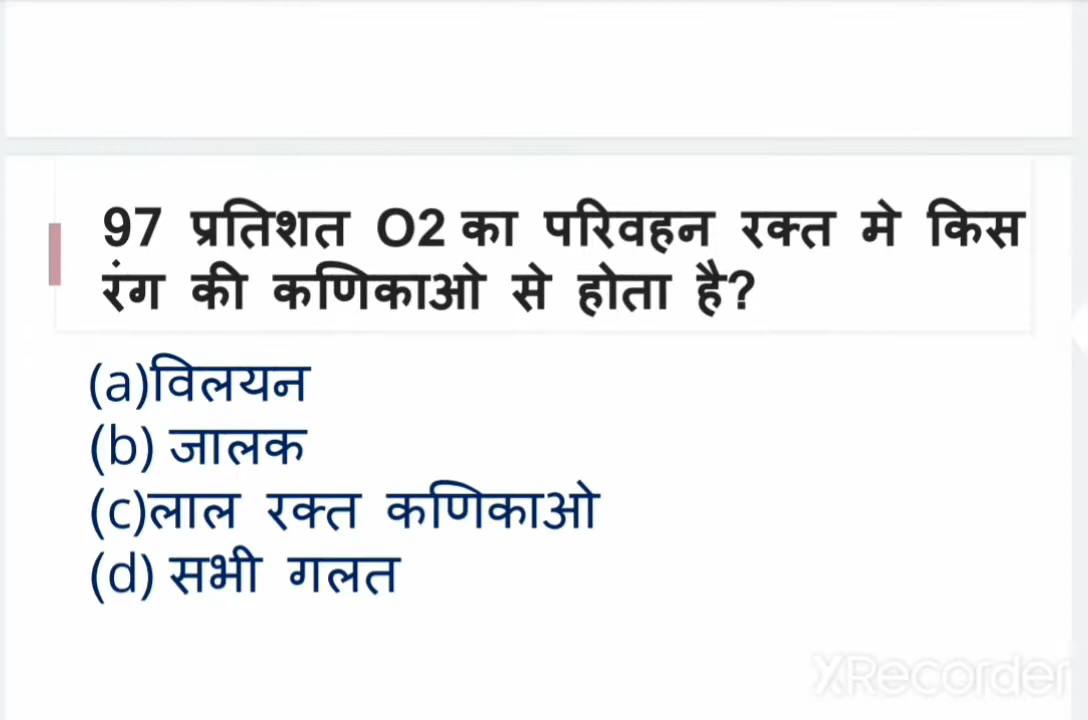 97 प्रतिशत O2 का परिवहन रक्त मे किस
रंग की कणिकाओ से होता है?
(a)विलयन
(b) जालक
(c)लाल रक्त कणिकाओ
(d) सभी गलत
XRecorder